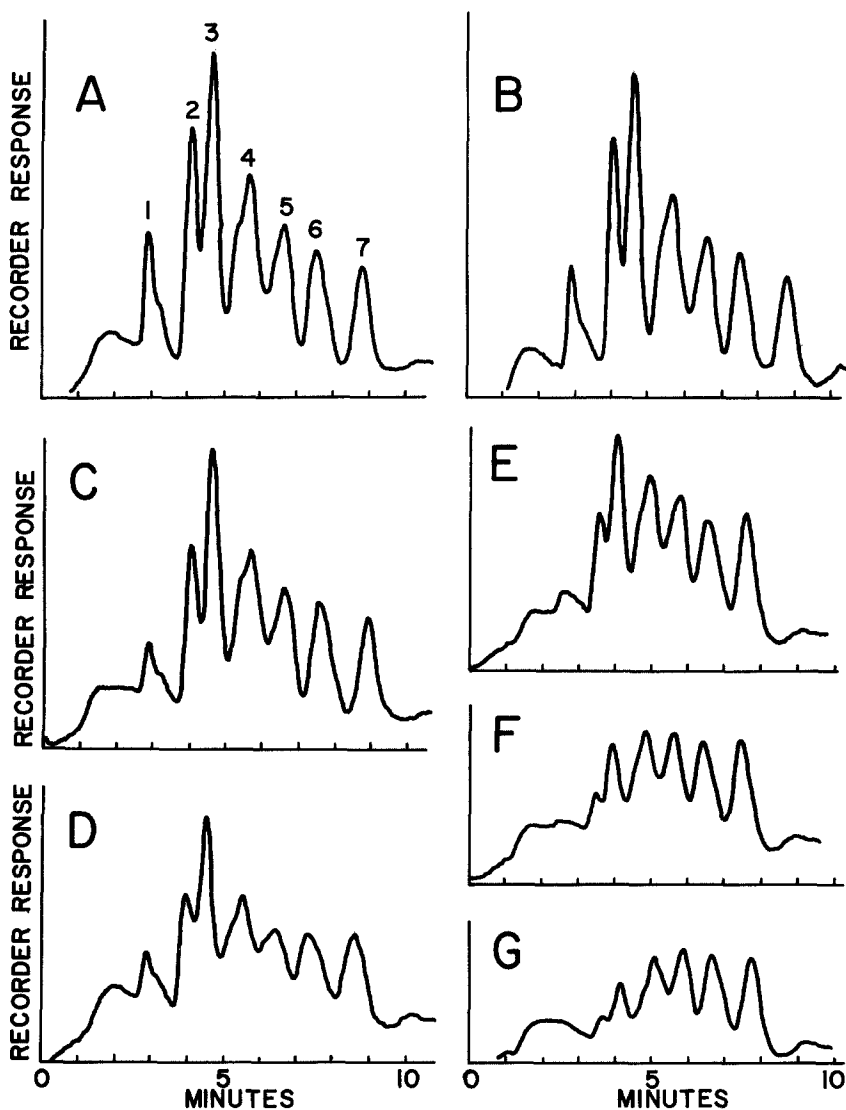 RECORDER RESPONSE
A
1
2
3
4
5
6
7
B
RECORDER RESPONSE
C
E
F
RECORDER RESPONSE
D
G
0 5 10
MINUTES
0 5 10
MINUTES